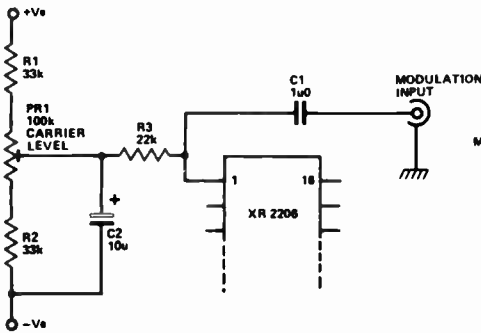 +Ve
R1
33k
PR1
100k
CARRIER
LEVEL
R3
22k
C1
1u0
MODULATION
INPUT
M
1
16
XR 2206
+
C2
10u
R2
33k
-Ve